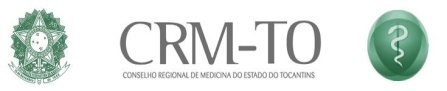 CRM-TO
CONSELHO REGIONAL DE MEDICINA DO ESTADO DO TOCANTINS